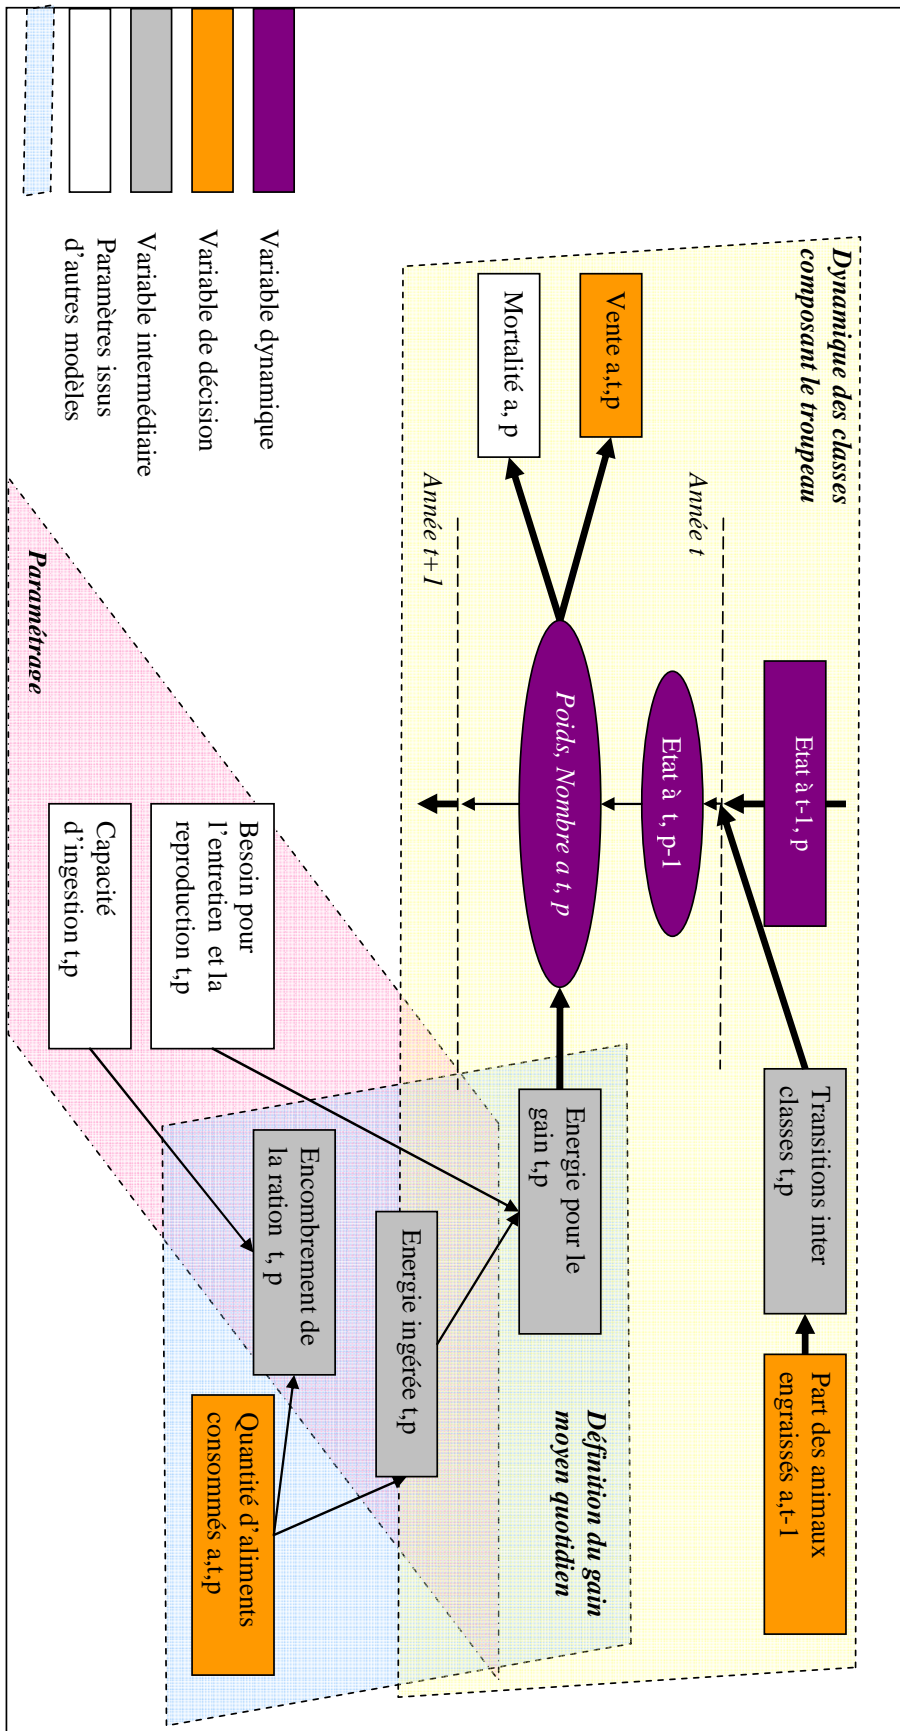 Dynamique des classes
composant le troupeau
Etat à t-1, p
Transitions inter
classes t,p
Part des animaux
engraissés a,t-1
Année t
Etat à t, p-1
Vente a,t,p
Mortalité a, p
Poids, Nombre a t, p
Energie pour le
gain t,p
Définition du gain
moyen quotidien
Année t+1
Energie ingérée t,p
Besoin pour
l’entretien et la
reproduction t,p
Encombrement de
la ration t, p
Quantité d’aliments
consommés a,t,p
Capacité
d’ingestion t,p
Paramétrage
Variable dynamique
Variable de décision
Variable intermédiaire
Paramètres issus
d’autres modèles